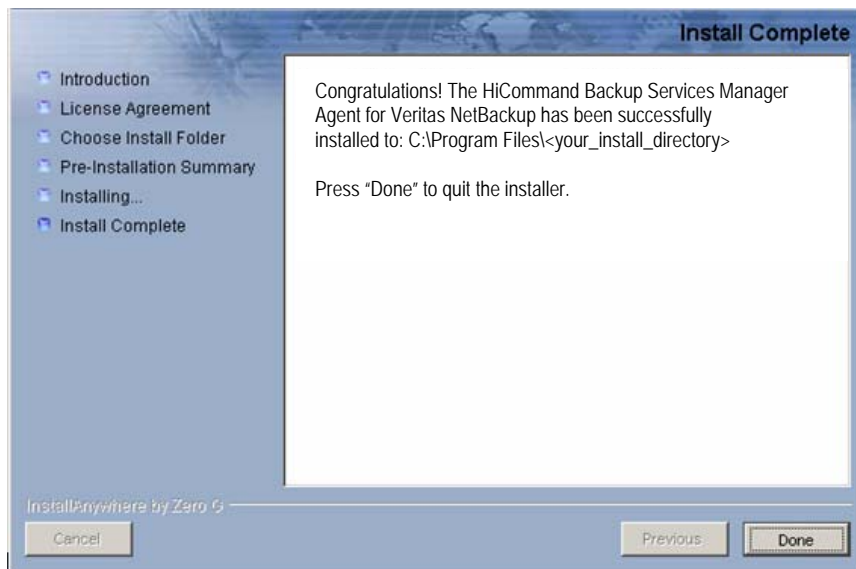 Install Complete
Introduction
License Agreement
Choose Install Folder
Pre-Installation Summary
Installing...
Install Complete
Congratulations! The HiCommand Backup Services Manager
Agent for Veritas NetBackup has been successfully
installed to: C:\Program Files\<your_install_directory>
Press “Done” to quit the installer.
InstallAnywhere by Zero G
Cancel
Previous
Done